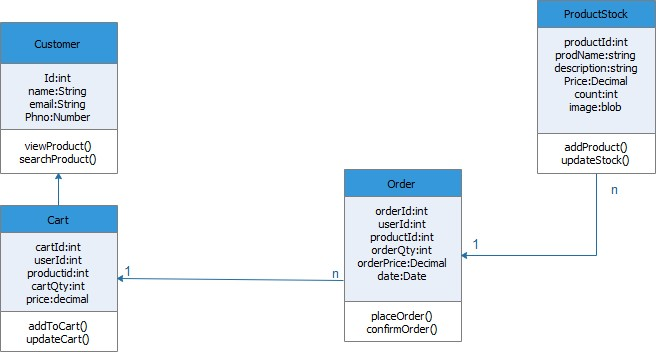 Customer
Id:int
name:String
email:String
Phno:Number
viewProduct()
searchProduct()
ProductStock
productId:int
prodName:string
description:string
Price:Decimal
count:int
image:blob
addProduct()
updateStock()
n
Order
orderId:int
userId:int
productId:int
orderQty:int
orderPrice:Decimal
date:Date
placeOrder()
confirmOrder()
1
n
1
Cart
cartId:int
userId:int
productid:int
cartQty:int
price:decimal
addToCart()
updateCart()